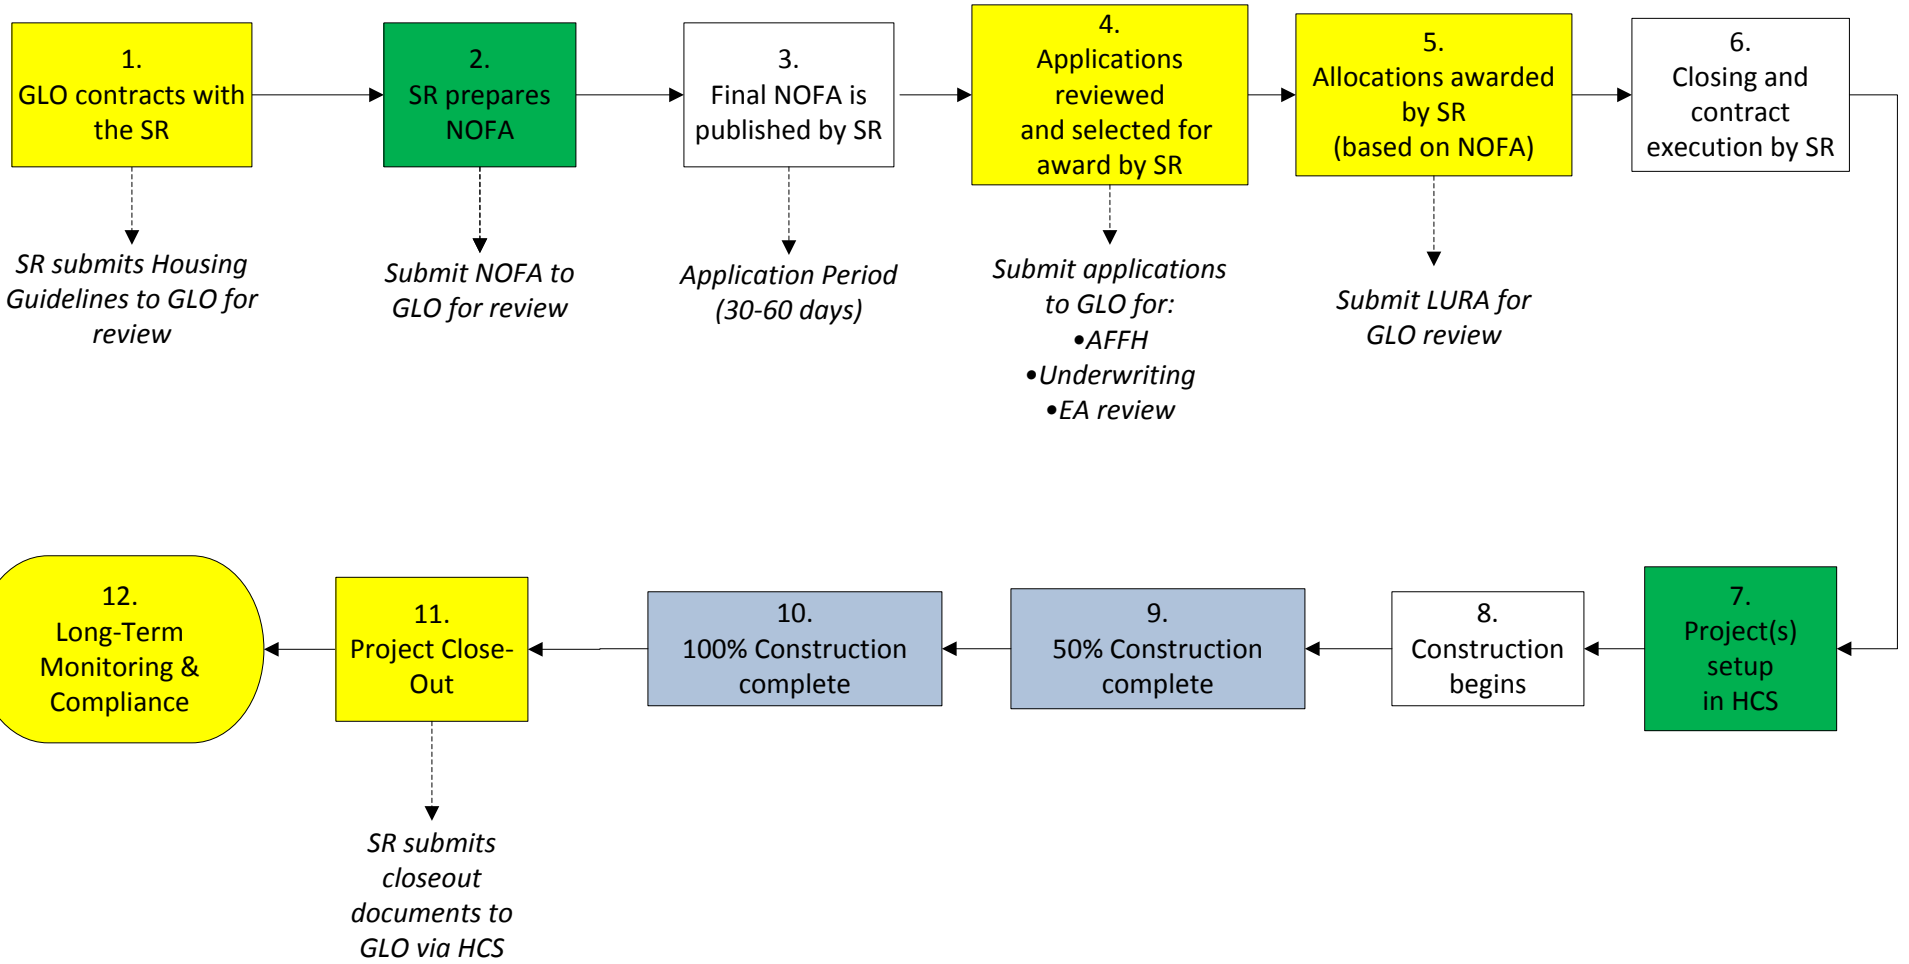 1.
GLO contracts with
the SR
2.
SR prepares
NOFA
3.
Final NOFA is
published by SR
4.
Applications
reviewed
and selected for
award by SR
5.
Allocations awarded
by SR
(based on NOFA)
6.
Closing and
contract
execution by SR
SR submits Housing
Guidelines to GLO for
review
Submit NOFA to
GLO for review
Application Period
(30-60 days)
Submit applications
to GLO for:
•AFFH
•Underwriting
•EA review
Submit LURA for
GLO review
7.
Project(s)
setup
in HCS
8.
Construction
begins
9.
50% Construction
complete
10.
100% Construction
complete
11.
Project Close-
Out
12.
Long-Term
Monitoring &
Compliance
SR submits
closeout
documents to
GLO via HCS